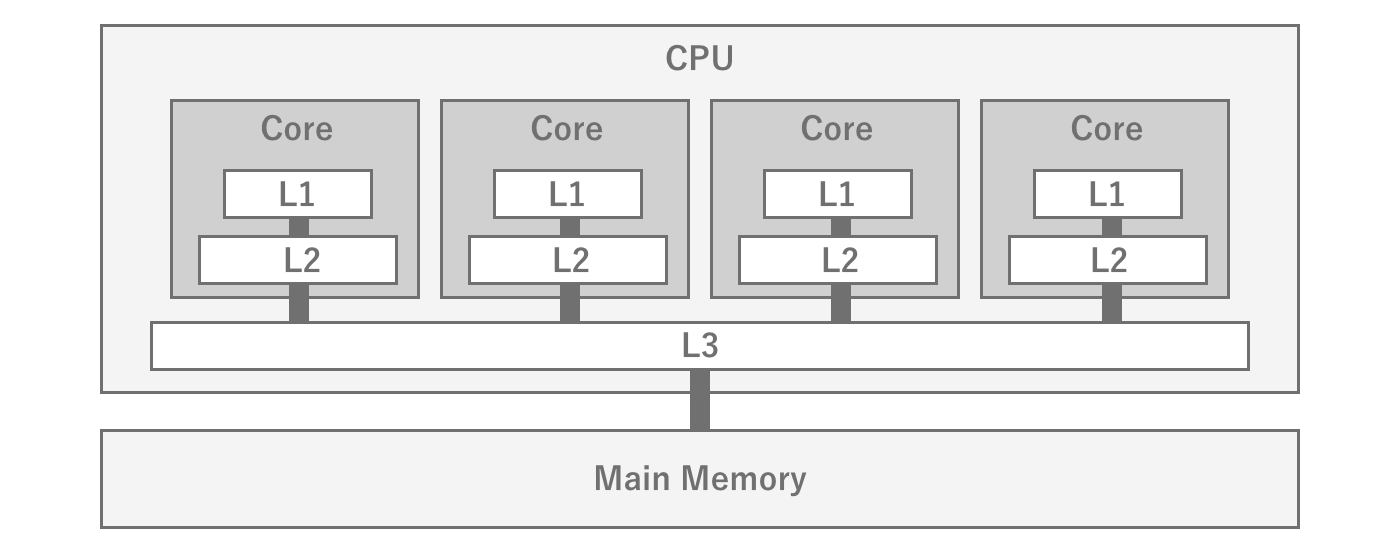 CPU
Core Core Core Core
L1 L1 L1 L1
L2 L2 L2 L2
L3
Main Memory